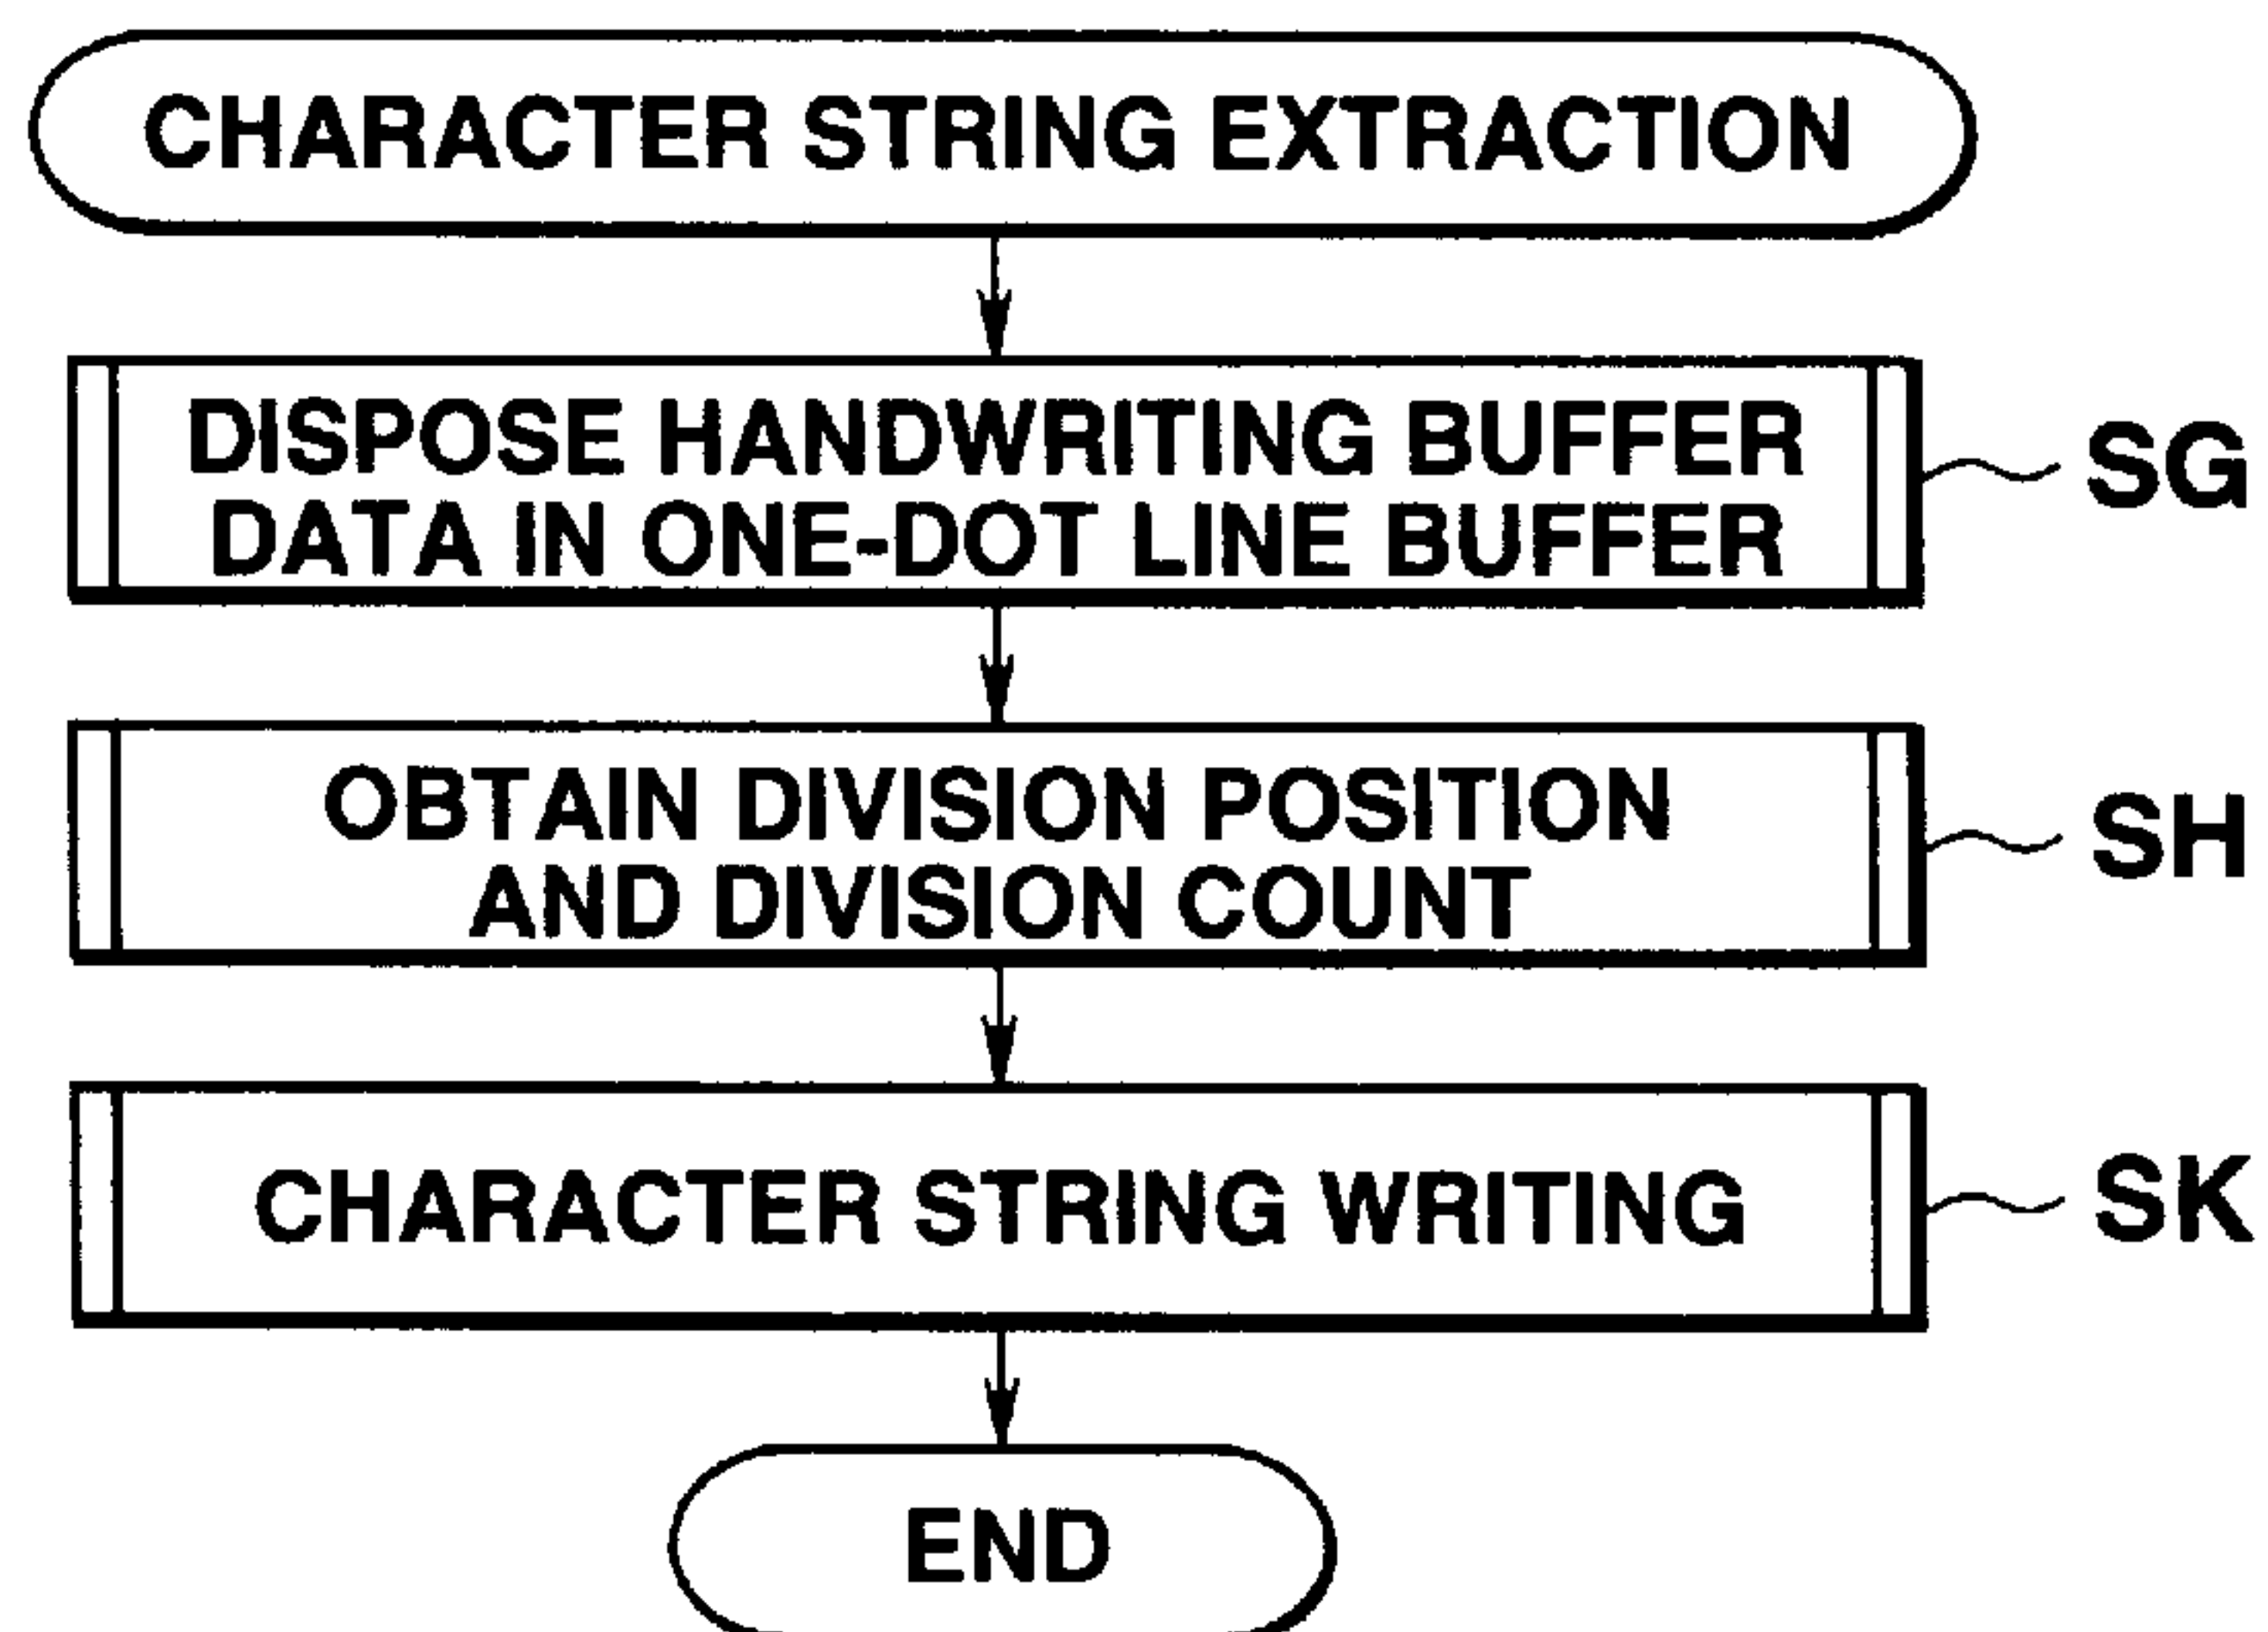 CHARACTER STRING EXTRACTION
DISPOSE HANDWRITING BUFFER
DATA IN ONE-DOT LINE BUFFER
SG
OBTAIN DIVISION POSITION
AND DIVISION COUNT
SH
CHARACTER STRING WRITING
SK
END